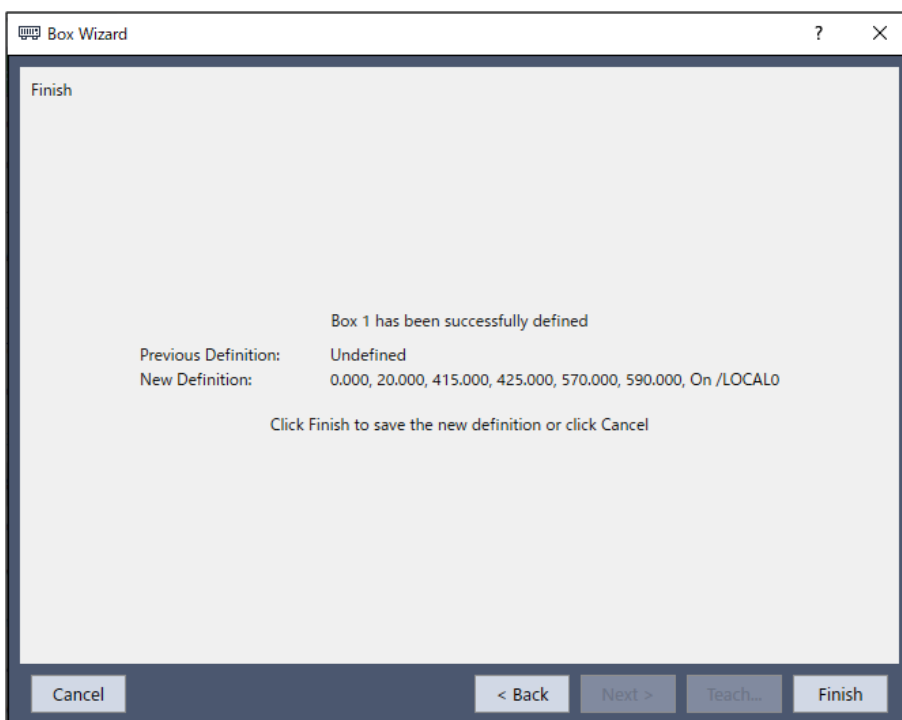 Box Wizard ?
Finish
Box 1 has been successfully defined
Previous Definition: Undefined
New Definition: 0.000, 20.000, 415.000, 425.000, 570.000, 590.000, On /LOCAL0
Click Finish to save the new definition or click Cancel
Cancel < Back Next > Teach... Finish